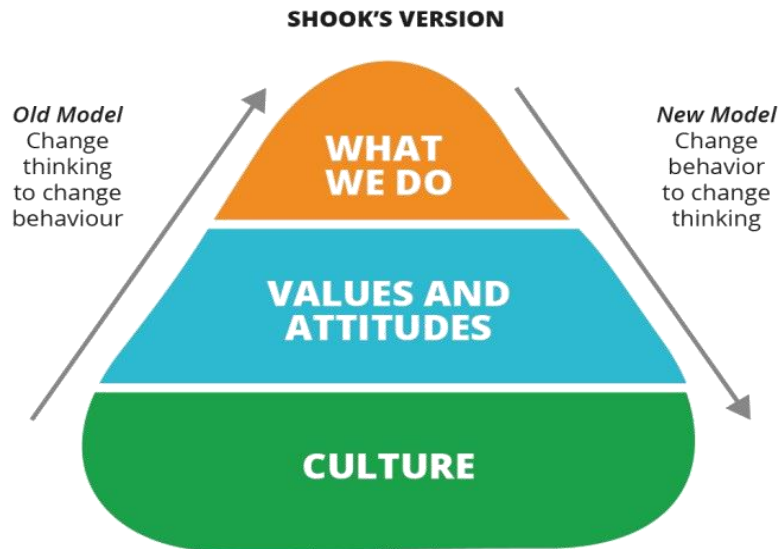 SHOOK'S VERSION
Old Model
Change
thinking
to change
behaviour
New Model
Change
behavior
to change
thinking
WHAT
WE DO
VALUES AND
ATTITUDES
CULTURE